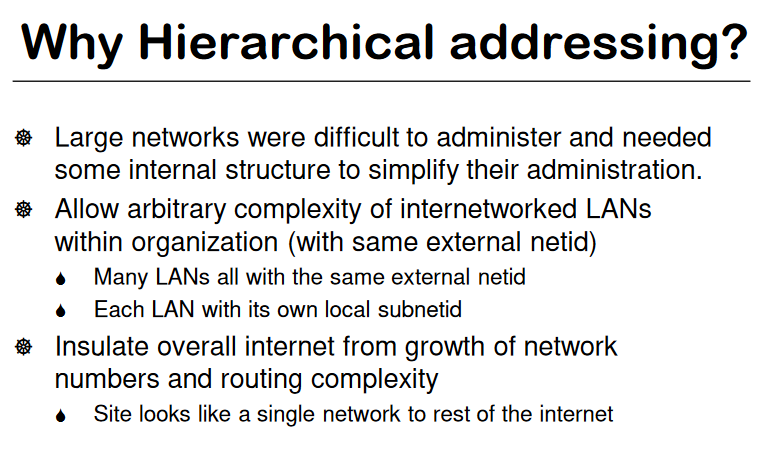 Why Hierarchical addressing?
Large networks were difficult to administer and needed
some internal structure to simplify their administration.
Allow arbitrary complexity of internetworked LANs
within organization (with same external netid)
Many LANs all with the same external netid
Each LAN with its own local subnetid
Insulate overall internet from growth of network
numbers and routing complexity
Site looks like a single network to rest of the internet